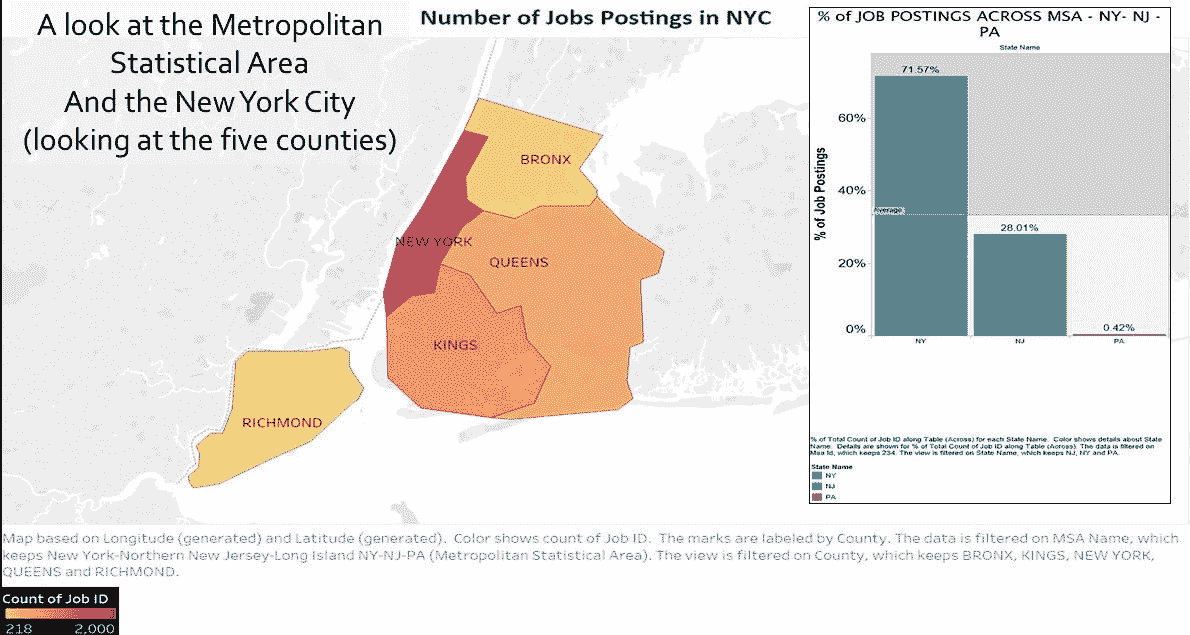 A look at the Metropolitan
Statistical Area
And the New York City
(looking at the five counties)
Number of Jobs Postings in NYC
BRONX
NEW YORK
QUEENS
KINGS
RICHMOND
% of JOB POSTINGS ACROSS MSA - NY- NJ -
PA
State Name
% of Job Postings
71.57%
60%
40%
Average
28.01%
20%
0.42%
0%
NY
NJ
PA
% of Total Count of Job ID along Table (Across) for each State Name. Color shows details about State
Name. Details are shown for % of Total Count of Job ID along Table (Across). The data is filtered on
Msa Id, which keeps 234. The view is filtered on State Name, which keeps NJ, NY and PA.
State Name
NY
NJ
PA
Map based on Longitude (generated) and Latitude (generated). Color shows count of Job ID. The marks are labeled by County. The data is filtered on MSA Name, which
keeps New York-Northern New Jersey-Long Island NY-NJ-PA (Metropolitan Statistical Area). The view is filtered on County, which keeps BRONX, KINGS, NEW YORK,
QUEENS and RICHMOND.
Count of Job ID
218 2,000